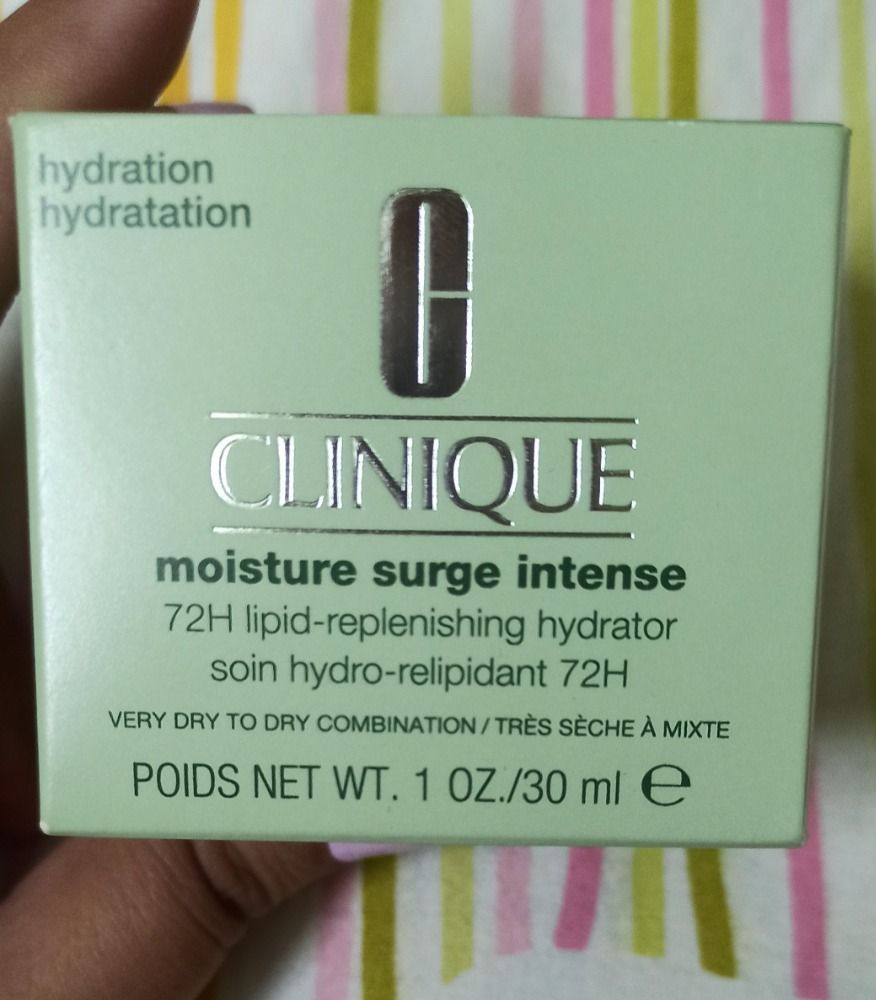 hydration
hydratation
C
CLINIQUE
moisture surge intense
72H lipid-replenishing hydrator
soin hydro-relipidant 72H
VERY DRY TO DRY COMBINATION / TRÈS SÈCHE À MIXTE
POIDS NET WT. 1 OZ./30 ml ℮